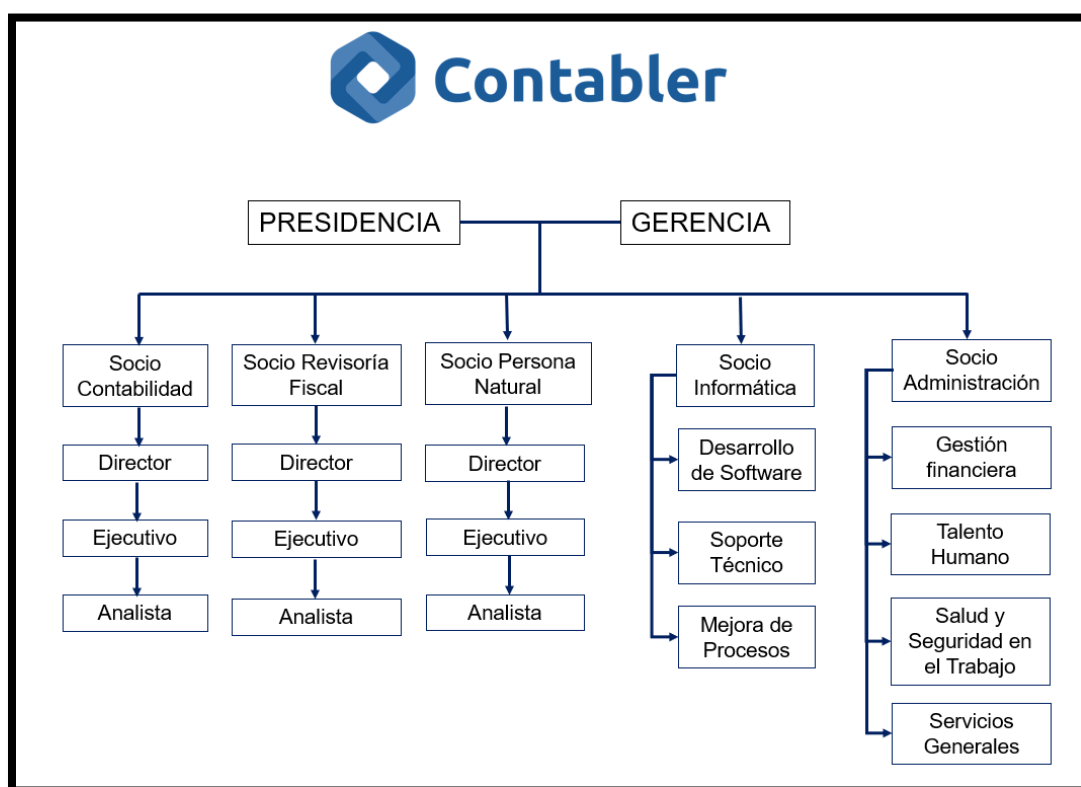 Contabler
PRESIDENCIA
GERENCIA
Socio
Contabilidad
Socio Revisoría
Fiscal
Socio Persona
Natural
Socio
Informática
Socio
Administración
Director
Director
Director
Desarrollo
de Software
Gestión
financiera
Ejecutivo
Ejecutivo
Ejecutivo
Soporte
Técnico
Talento
Humano
Analista
Analista
Analista
Mejora de
Procesos
Salud y
Seguridad en
el Trabajo
Servicios
Generales